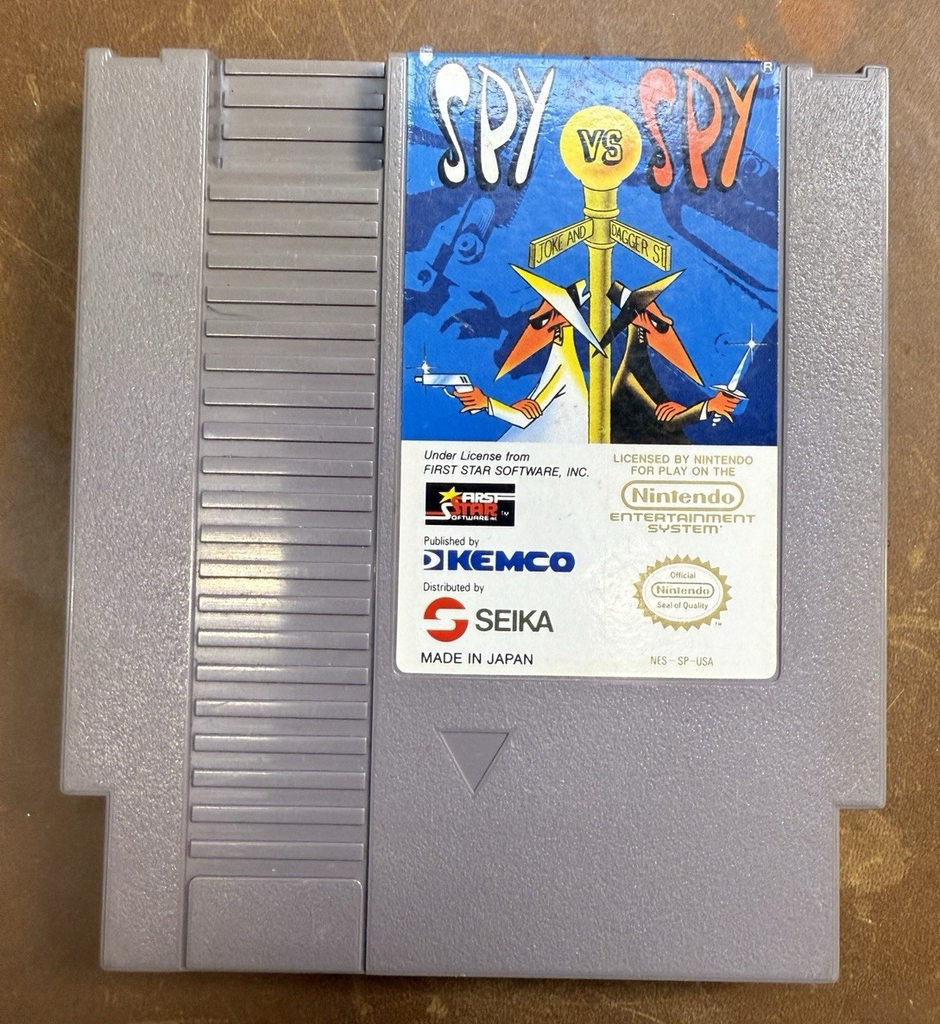 SPY VS SPY
®
JOKE AND DAGGER ST.
Under License from
FIRST STAR SOFTWARE, INC.
FIRST
STAR
SOFTWARE INC. TM
Published by
KEMCO
Distributed by
SEIKA
MADE IN JAPAN
LICENSED BY NINTENDO
FOR PLAY ON THE
Nintendo
ENTERTAINMENT
SYSTEM
Official
Nintendo
Seal of Quality
TM
NES-SP-USA